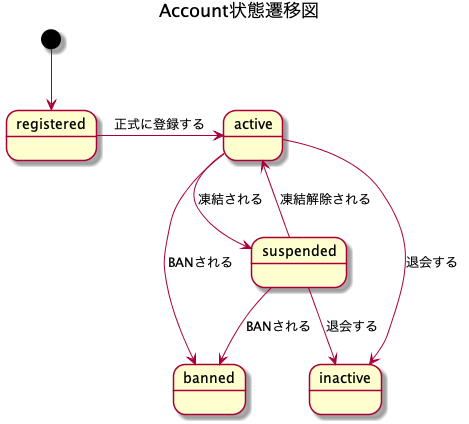 Account状態遷移図
registered
正式に登録する
active
凍結される
凍結解除される
suspended
BANされる
退会する
BANされる
退会する
banned
inactive